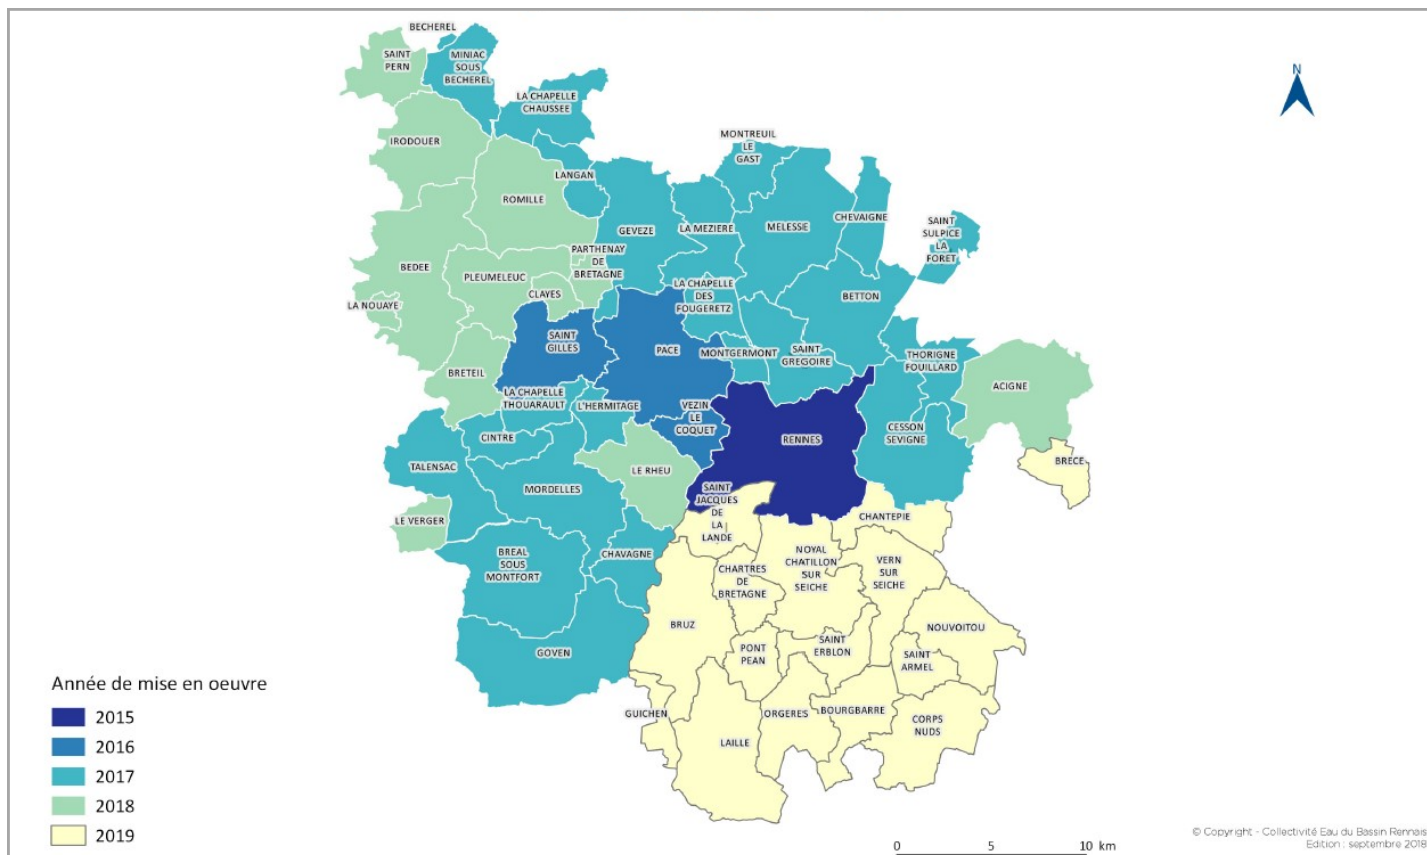 BECHEREL
SAINT
PERN
MINIAC
SOUS
BECHEREL
LA CHAPELLE
CHAUSSEE
N
IRODOUER
MONTREUIL
LE
GAST
LANGAN
ROMILLE
GEVEZE
LA MEZIERE
MELESSE
CHEVAIGNE
SAINT
SULPICE
LA
FORET
PARTHENAY
DE
BRETAGNE
BEDEE
PLEUMELEUC
CLAYES
LA NOUAYE
LA CHAPELLE
DES
FOUGERETZ
BETTON
SAINT
GILLES
PACE
MONTGERMONT
SAINT
GREGOIRE
THORIGNE
FOUILLARD
BRETEIL
ACIGNE
LA CHAPELLE
THOUARAULT
L'HERMITAGE
VEZIN
LE
COQUET
CINTRE
RENNES
CESSON
SEVIGNE
TALENSAC
LE RHEU
BRECE
MORDELLES
SAINT
JACQUES
DE
LA
LANDE
LE VERGER
CHANTEPIE
BREAL
SOUS
MONTFORT
CHAVAGNE
CHARTRES
DE
BRETAGNE
NOYAL
CHATILLON
SUR
SEICHE
VERN
SUR
SEICHE
BRUZ
NOUVOITOU
GOVEN
PONT
PEAN
SAINT
ERBLON
SAINT
ARMEL
GUICHEN
LAILLE
ORGERES
BOURGBARRE
CORPS
NUDS
Année de mise en oeuvre
2015
2016
2017
2018
2019
0 5 10 km
© Copyright - Collectivité Eau du Bassin Rennais
Edition : septembre 2018